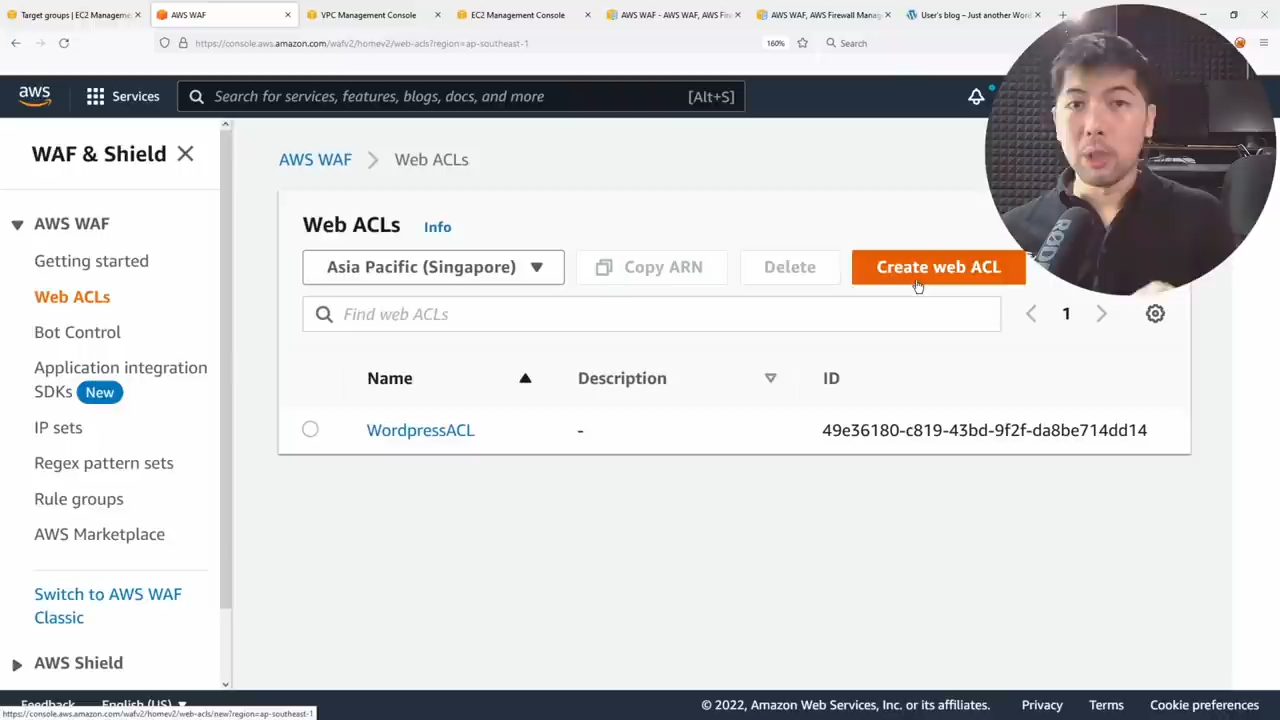 Target groups | EC2 Manageme
AWS WAF
VPC Management Console
EC2 Management Console
AWS WAF - AWS WAF, AWS Fire
AWS WAF, AWS Firewall Manag
User's blog – Just another Wor
https://console.aws.amazon.com/wafv2/homev2/web-acls?region=ap-southeast-1
160%
Search
aws
Services
Search for services, features, blogs, docs, and more
[Alt+S]
WAF & Shield
AWS WAF
Getting started
Web ACLs
Bot Control
Application integration
SDKs New
IP sets
Regex pattern sets
Rule groups
AWS Marketplace
Switch to AWS WAF
Classic
AWS Shield
AWS WAF
Web ACLs
Web ACLs Info
Asia Pacific (Singapore)
Copy ARN
Delete
Create web ACL
Find web ACLs
1
Name
Description
ID
WordpressACL
-
49e36180-c819-43bd-9f2f-da8be714dd14
RØDE
Feedback
English (US)
© 2022, Amazon Web Services, Inc. or its affiliates.
Privacy
Terms
Cookie preferences
https://console.aws.amazon.com/wafv2/homev2/web-acls/new?region=ap-southeast-1